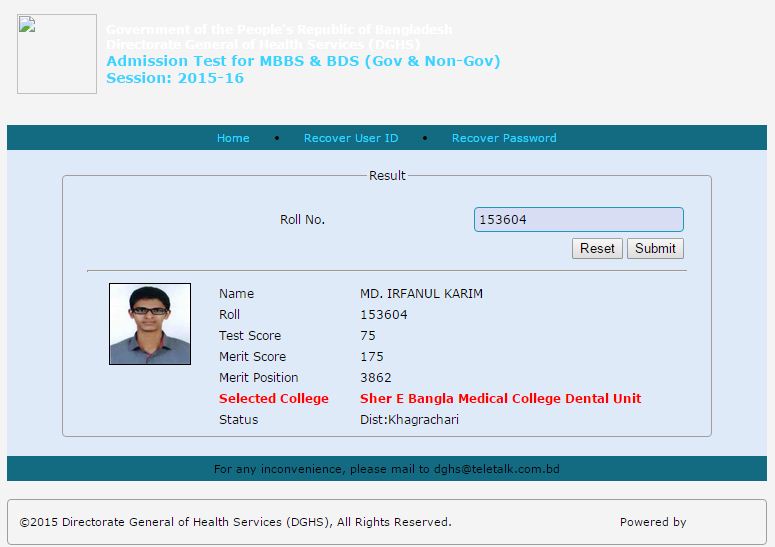 Government of the People's Republic of Bangladesh
Directorate General of Health Services (DGHS)
Admission Test for MBBS & BDS (Gov & Non-Gov)
Session: 2015-16
Home • Recover User ID • Recover Password
Result
Roll No. 153604
Reset Submit
Name MD. IRFANUL KARIM
Roll 153604
Test Score 75
Merit Score 175
Merit Position 3862
Selected College Sher E Bangla Medical College Dental Unit
Status Dist:Khagrachari
For any inconvenience, please mail to dghs@teletalk.com.bd
©2015 Directorate General of Health Services (DGHS), All Rights Reserved. Powered by